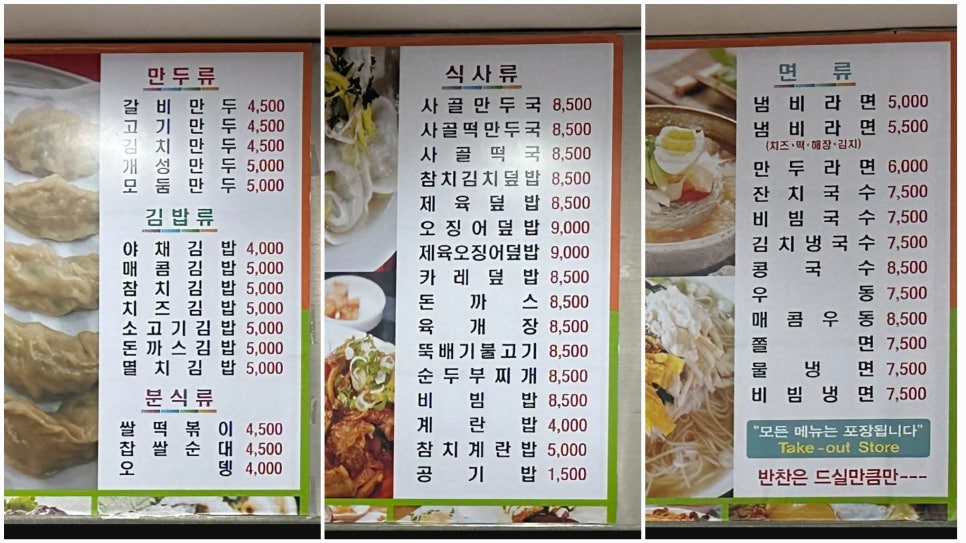 만두류
갈비만두 4,500
고기만두 4,500
김치만두 4,500
개성만두 5,000
모둠만두 5,000
김밥류
야채김밥 4,000
매콤김밥 5,000
참치김밥 5,000
치즈김밥 5,000
소고기김밥 5,000
돈까스김밥 5,000
멸치김밥 5,000
분식류
쌀떡볶이 4,500
찹쌀순대 4,500
오뎅 4,000
식사류
사골만두국 8,500
사골떡만두국 8,500
사골떡국 8,500
참치김치덮밥 8,500
제육덮밥 8,500
오징어덮밥 9,000
제육오징어덮밥 9,000
카레덮밥 8,500
돈까스 8,500
육개장 8,500
뚝배기불고기 8,500
순두부찌개 8,500
비빔밥 8,500
계란밥 4,000
참치계란밥 5,000
공기밥 1,500
면류
냄비라면 5,000
냄비라면 5,500
(치즈·떡·해장·김치)
만두라면 6,000
잔치국수 7,500
비빔국수 7,500
김치냉국수 7,500
콩국수 8,500
우동 7,500
매콤우동 8,500
쫄면 7,500
물냉면 7,500
비빔냉면 7,500
"모든 메뉴는 포장됩니다"
Take-out Store
반찬은 드실만큼만---